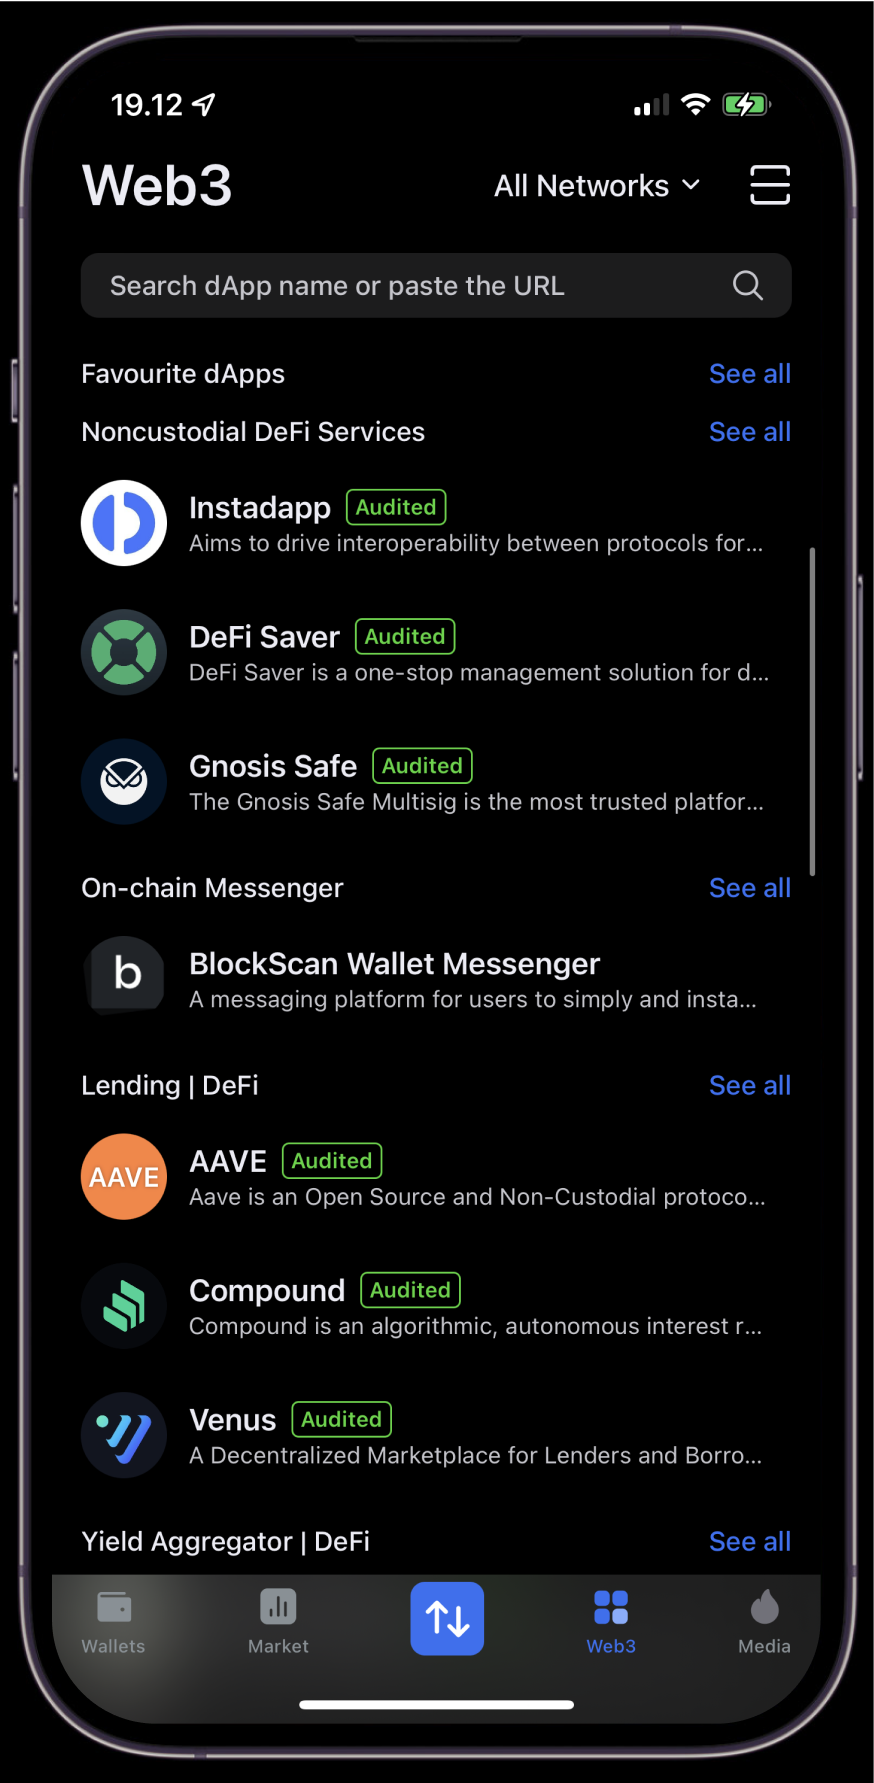 19.12
Web3
All Networks
Search dApp name or paste the URL
Favourite dApps
See all
Noncustodial DeFi Services
See all
Instadapp
Audited
Aims to drive interoperability between protocols for...
DeFi Saver
Audited
DeFi Saver is a one-stop management solution for d...
Gnosis Safe
Audited
The Gnosis Safe Multisig is the most trusted platfor...
On-chain Messenger
See all
b
BlockScan Wallet Messenger
A messaging platform for users to simply and insta...
Lending | DeFi
See all
AAVE
AAVE
Audited
Aave is an Open Source and Non-Custodial protoco...
Compound
Audited
Compound is an algorithmic, autonomous interest r...
Venus
Audited
A Decentralized Marketplace for Lenders and Borro...
Yield Aggregator | DeFi
See all
Wallets
Market
Web3
Media